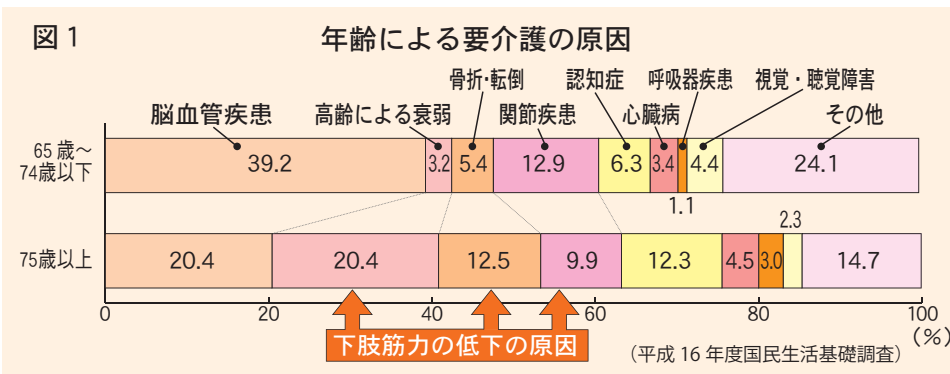 図1
年齢による要介護の原因
骨折・転倒 認知症 呼吸器疾患 視覚・聴覚障害
脳血管疾患 高齢による衰弱 関節疾患 心臓病 その他
65歳〜
74歳以下
39.2 3.2 5.4 12.9 6.3 3.4 4.4 24.1
1.1
2.3
75歳以上
20.4 20.4 12.5 9.9 12.3 4.5 3.0 14.7
0 20 40 60 80 100
(%)
下肢筋力の低下の原因
(平成16年度国民生活基礎調査)